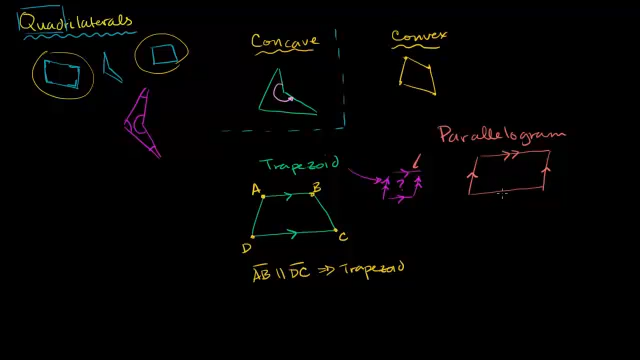 Quadrilaterals
Concave
Convex
Parallelogram
Trapezoid
?
A
B
D
C
AB || DC => Trapezoid